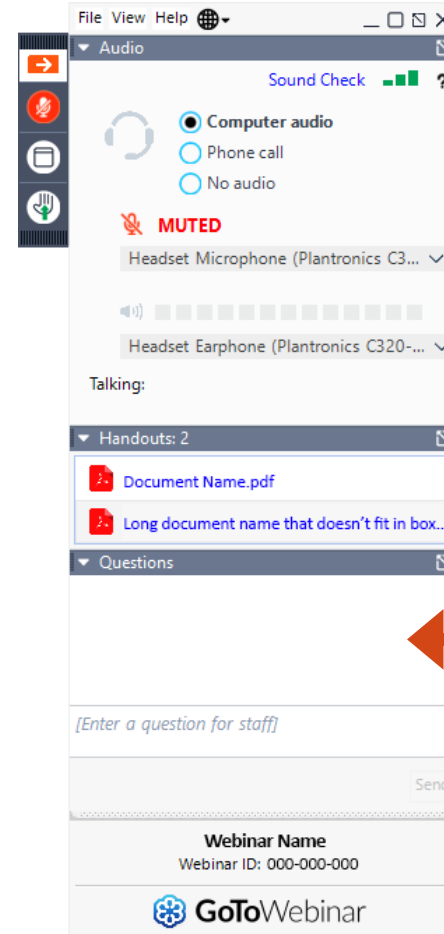 File View Help
Audio
Sound Check ?
Computer audio
Phone call
No audio
MUTED
Headset Microphone (Plantronics C3...
Headset Earphone (Plantronics C320-...
Talking:
Handouts: 2
Document Name.pdf
Long document name that doesn’t fit in box...
Questions
[Enter a question for staff]
Send
Webinar Name
Webinar ID: 000-000-000
GoToWebinar